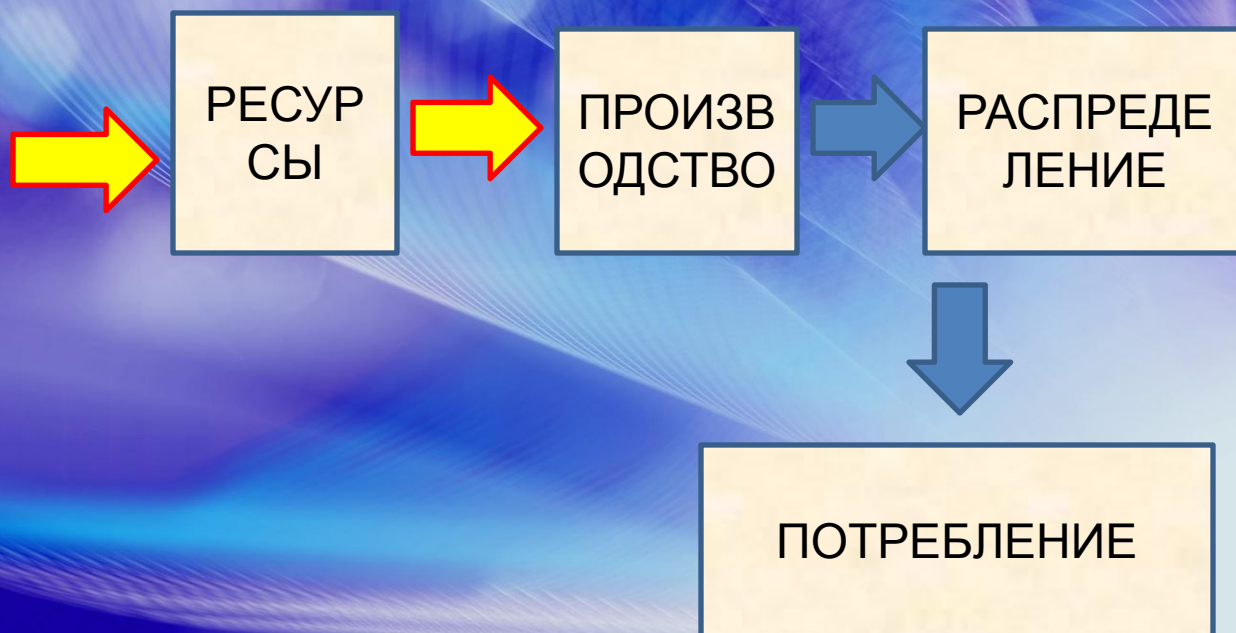 РЕСУР
СЫ
ПРОИЗВ
ОДСТВО
РАСПРЕДЕ
ЛЕНИЕ
ПОТРЕБЛЕНИЕ